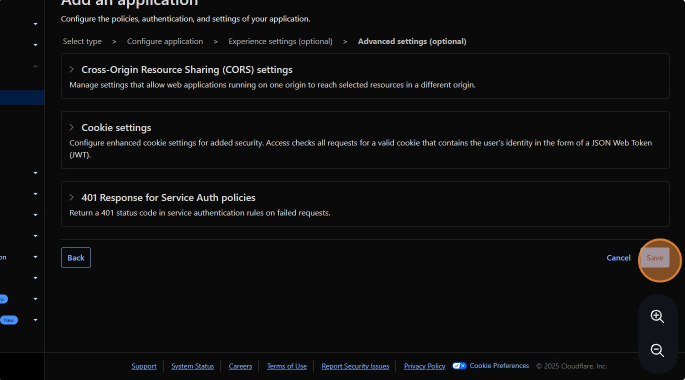 Add an application
Configure the policies, authentication, and settings of your application.
Select type > Configure application > Experience settings (optional) > Advanced settings (optional)
Cross-Origin Resource Sharing (CORS) settings
Manage settings that allow web applications running on one origin to reach selected resources in a different origin.
Cookie settings
Configure enhanced cookie settings for added security. Access checks all requests for a valid cookie that contains the user's identity in the form of a JSON Web Token
(JWT).
401 Response for Service Auth policies
Return a 401 status code in service authentication rules on failed requests.
Back Cancel Save
New
Support System Status Careers Terms of Use Report Security Issues Privacy Policy Cookie Preferences © 2025 Cloudflare, Inc.